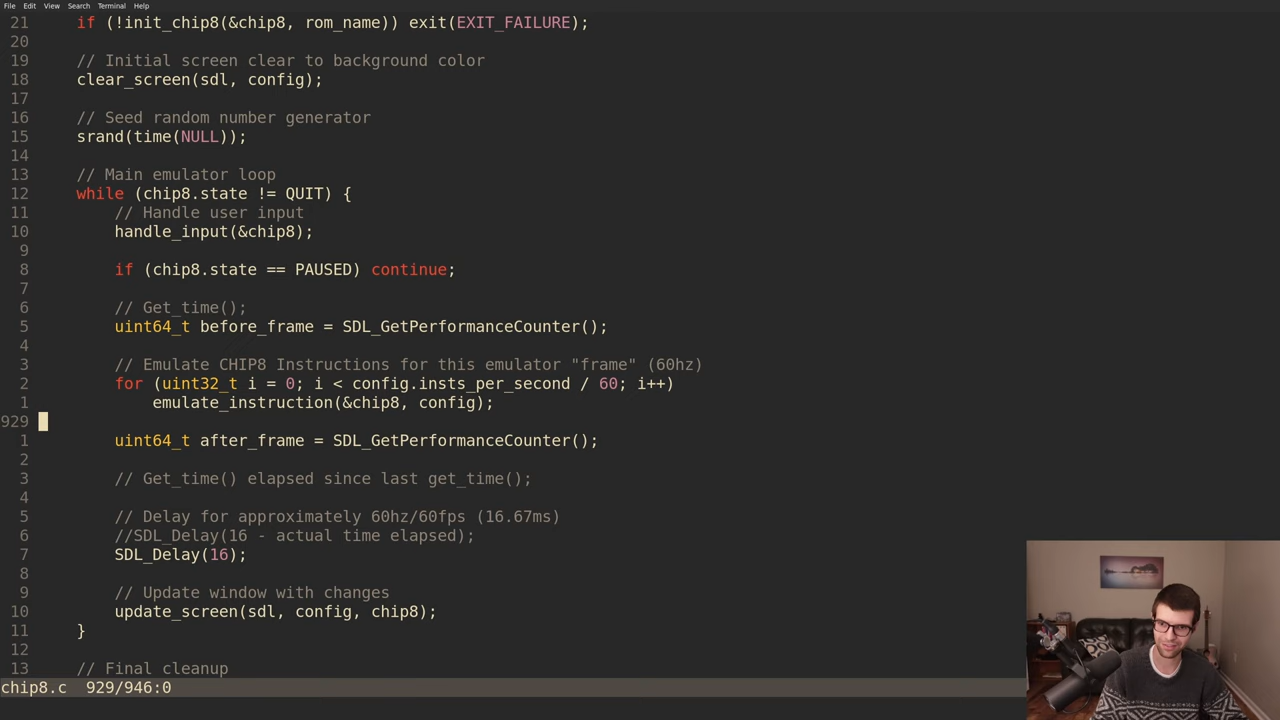 File Edit View Search Terminal Help
21 if (!init_chip8(&chip8, rom_name)) exit(EXIT_FAILURE);
20
19 // Initial screen clear to background color
18 clear_screen(sdl, config);
17
16 // Seed random number generator
15 srand(time(NULL));
14
13 // Main emulator loop
12 while (chip8.state != QUIT) {
11 // Handle user input
10 handle_input(&chip8);
9
8 if (chip8.state == PAUSED) continue;
7
6 // Get_time();
5 uint64_t before_frame = SDL_GetPerformanceCounter();
4
3 // Emulate CHIP8 Instructions for this emulator "frame" (60hz)
2 for (uint32_t i = 0; i < config.insts_per_second / 60; i++)
1 emulate_instruction(&chip8, config);
929
1 uint64_t after_frame = SDL_GetPerformanceCounter();
2
3 // Get_time() elapsed since last get_time();
4
5 // Delay for approximately 60hz/60fps (16.67ms)
6 //SDL_Delay(16 - actual time elapsed);
7 SDL_Delay(16);
8
9 // Update window with changes
10 update_screen(sdl, config, chip8);
11 }
12
13 // Final cleanup
chip8.c 929/946:0